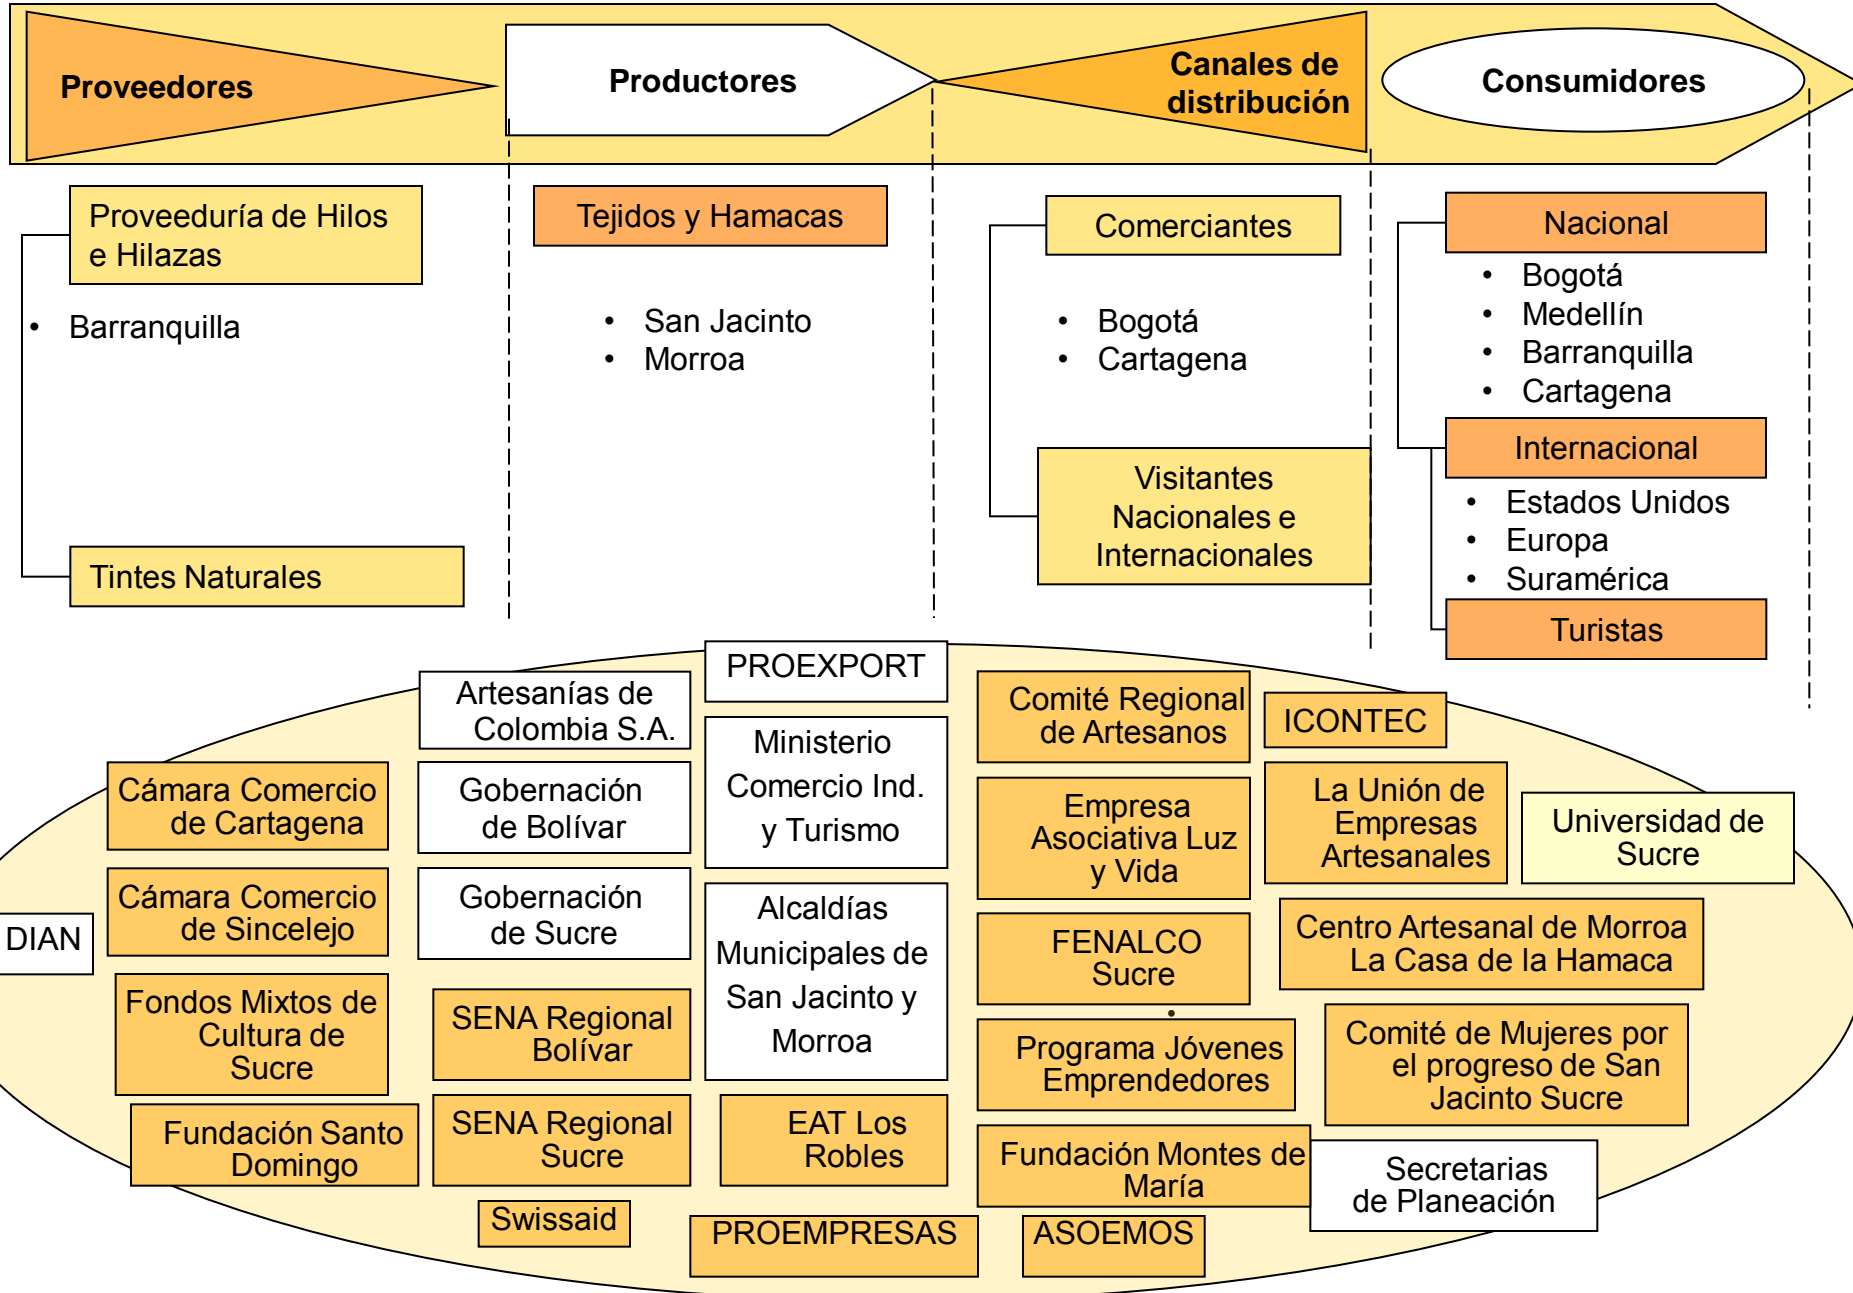 Proveedores
Productores
Canales de
distribución
Consumidores
Proveeduría de Hilos
e Hilazas
• Barranquilla
Tintes Naturales
Tejidos y Hamacas
• San Jacinto
• Morroa
Comerciantes
• Bogotá
• Cartagena
Visitantes
Nacionales e
Internacionales
Nacional
• Bogotá
• Medellín
• Barranquilla
• Cartagena
Internacional
• Estados Unidos
• Europa
• Suramérica
Turistas
DIAN
Cámara Comercio
de Cartagena
Cámara Comercio
de Sincelejo
Fondos Mixtos de
Cultura de
Sucre
Fundación Santo
Domingo
Artesanías de
Colombia S.A.
Gobernación
de Bolívar
Gobernación
de Sucre
SENA Regional
Bolívar
SENA Regional
Sucre
Swissaid
PROEXPORT
Ministerio
Comercio Ind.
y Turismo
Alcaldías
Municipales de
San Jacinto y
Morroa
EAT Los
Robles
PROEMPRESAS
Comité Regional
de Artesanos
Empresa
Asociativa Luz
y Vida
FENALCO
Sucre
•
Programa Jóvenes
Emprendedores
Fundación Montes de
María
ASOEMOS
ICONTEC
La Unión de
Empresas
Artesanales
Universidad de
Sucre
Centro Artesanal de Morroa
La Casa de la Hamaca
Comité de Mujeres por
el progreso de San
Jacinto Sucre
Secretarias
de Planeación